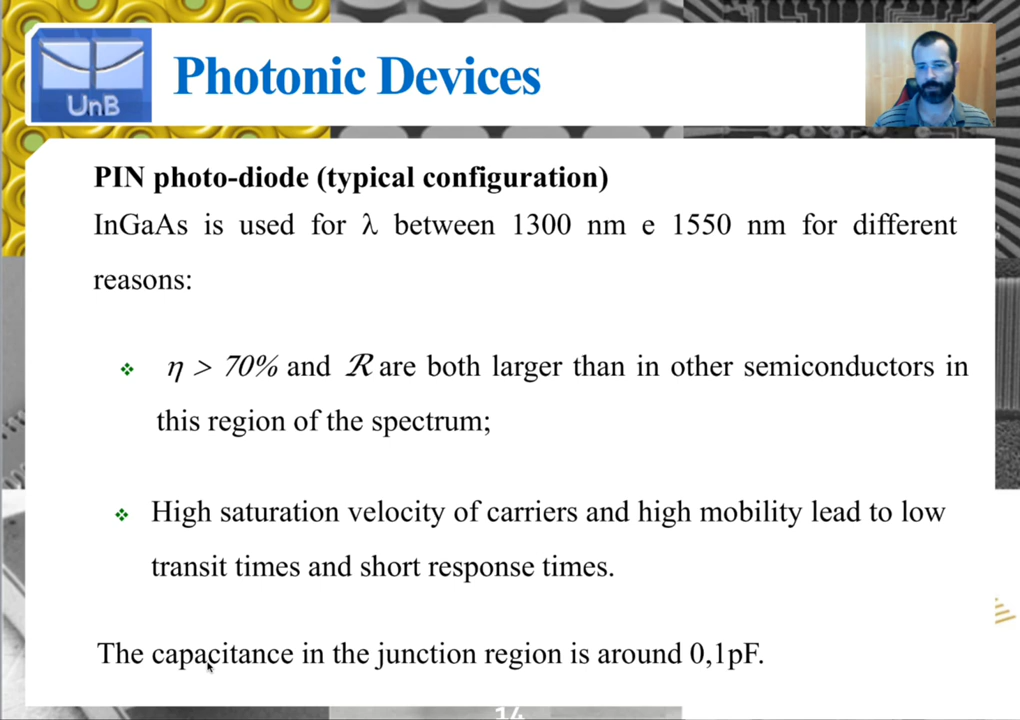 UnB
Photonic Devices
PIN photo-diode (typical configuration)
InGaAs is used for λ between 1300 nm e 1550 nm for different
reasons:
❖ η > 70% and ℛ are both larger than in other semiconductors in
this region of the spectrum;
❖ High saturation velocity of carriers and high mobility lead to low
transit times and short response times.
The capacitance in the junction region is around 0,1pF.
14